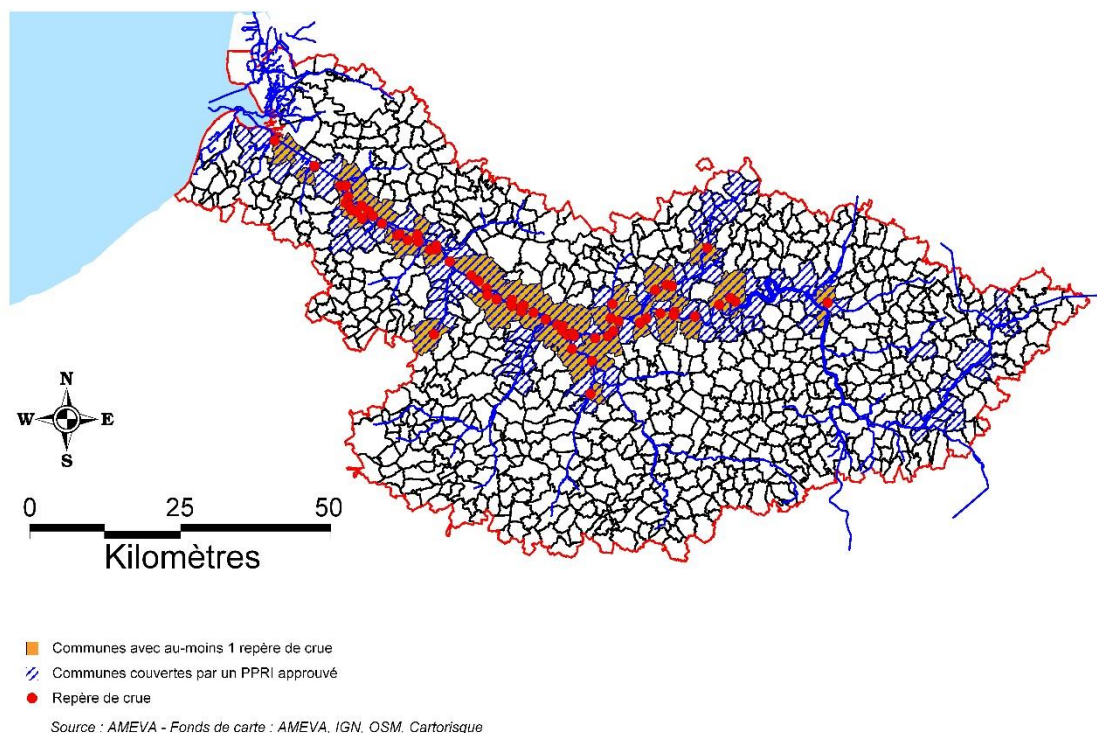 N
W E
S
0 25 50
Kilomètres
Communes avec au-moins 1 repère de crue
Communes couvertes par un PPRI approuvé
Repère de crue
Source : AMEVA - Fonds de carte : AMEVA, IGN, OSM, Cartorisque